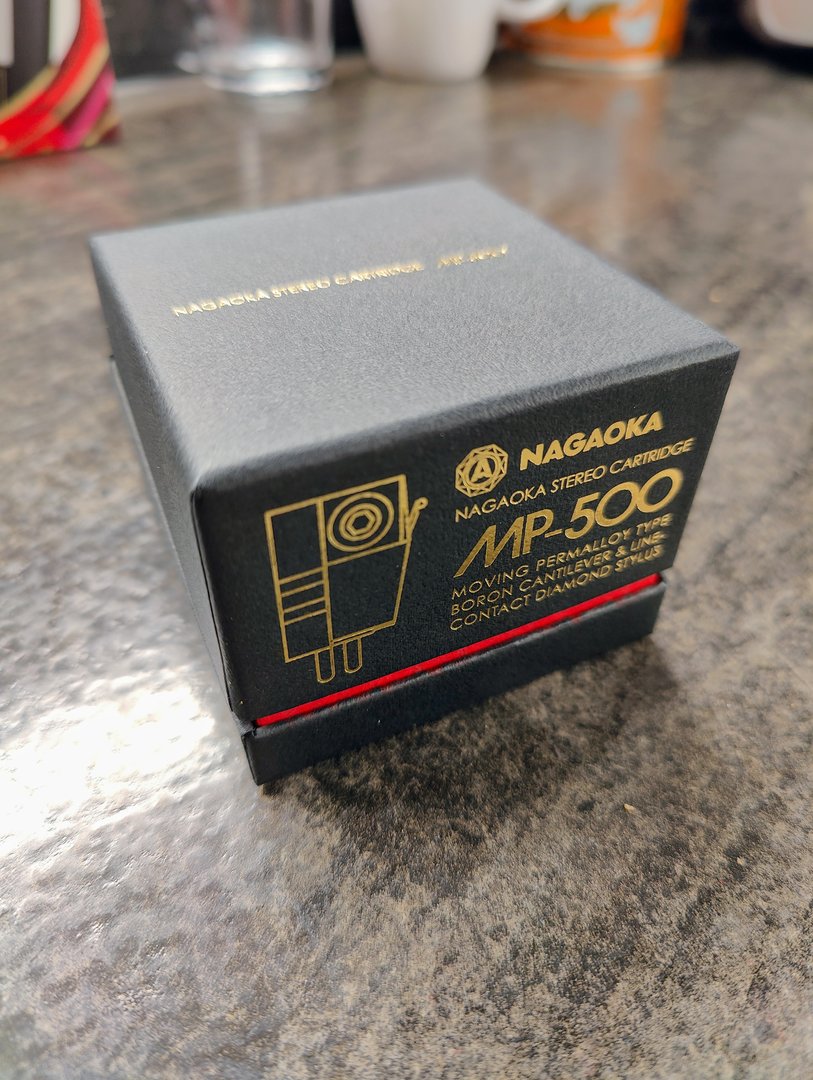 NAGAOKA STEREO CARTRIDGE
NAGAOKA
NAGAOKA STEREO CARTRIDGE
MP-500
MOVING PERMALLOY TYPE
BORON CANTILEVER & LINE-
CONTACT DIAMOND STYLUS